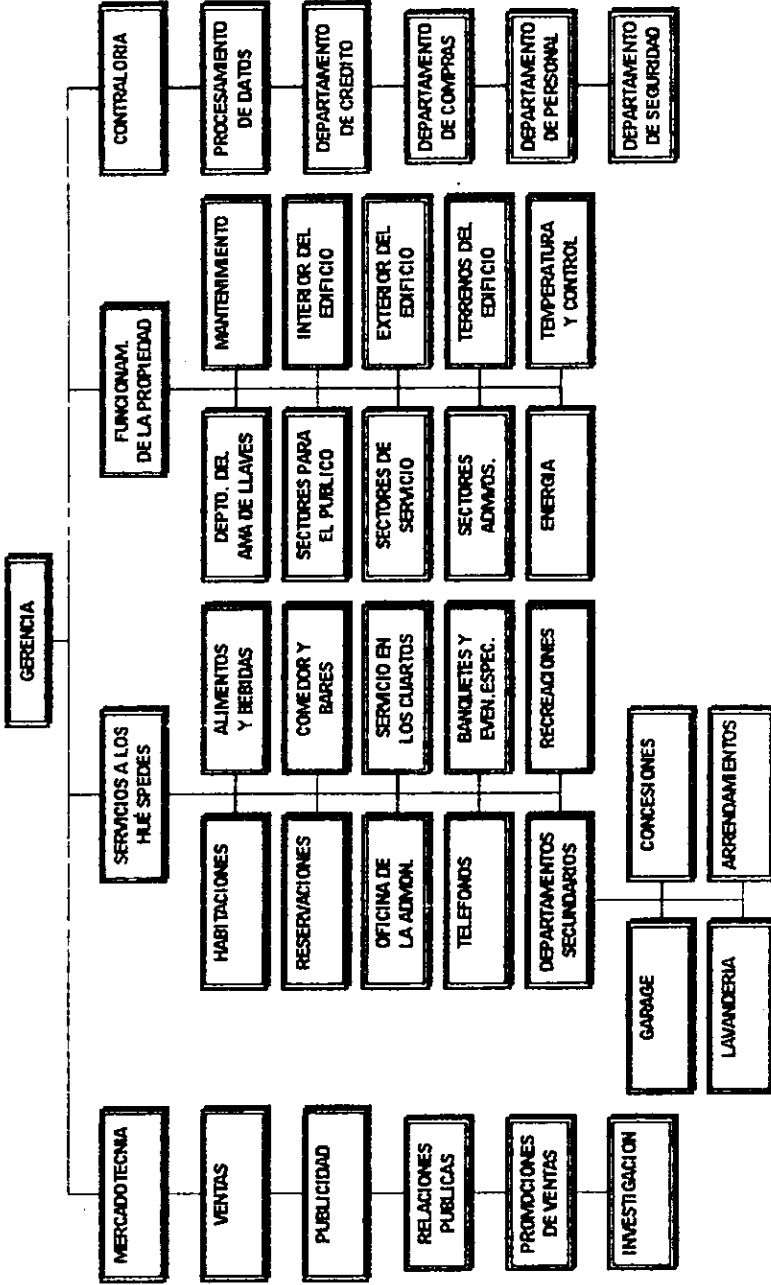 GERENCIA
MERCADOTECNIA
VENTAS
PUBLICIDAD
RELACIONES
PUBLICAS
PROMOCIONES
DE VENTAS
INVESTIGACION
SERVICIOS A LOS
HUÉSPEDES
HABITACIONES
ALIMENTOS
Y BEBIDAS
RESERVACIONES
COMEDOR Y
BARES
OFICINA DE
LA ADMON.
SERVICIO EN
LOS CUARTOS
TELEFONOS
BANQUETES Y
EVEN. ESPEC.
DEPARTAMENTOS
SECUNDARIOS
RECREACIONES
GARAGE
CONCESIONES
LAVANDERIA
ARRENDAMIENTOS
FUNCIONAM.
DE LA PROPIEDAD
DEPTO. DEL
AMA DE LLAVES
MANTENIMIENTO
SECTORES PARA
EL PUBLICO
INTERIOR DEL
EDIFICIO
SECTORES DE
SERVICIO
EXTERIOR DEL
EDIFICIO
SECTORES
ADMVOS.
TERRENOS DEL
EDIFICIO
ENERGIA
TEMPERATURA
Y CONTROL
CONTRALORIA
PROCESAMIENTO
DE DATOS
DEPARTAMENTO
DE CREDITO
DEPARTAMENTO
DE COMPRAS
DEPARTAMENTO
DE PERSONAL
DEPARTAMENTO
DE SEGURIDAD